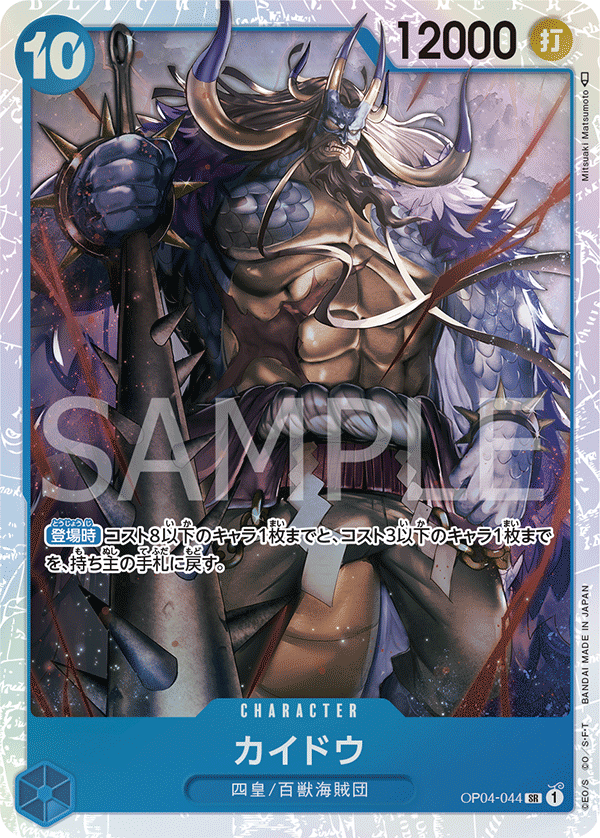 10
12000 打
Mitsuaki Matsumoto
SAMPLE
登場時 コスト8以下のキャラ1枚までと、コスト3以下のキャラ1枚まで
を、持ち主の手札に戻す。
©E.O/S ©O/S・F・T BANDAI MADE IN JAPAN
CHARACTER
カイドウ
四皇/百獣海賊団
OP04-044 SR 1